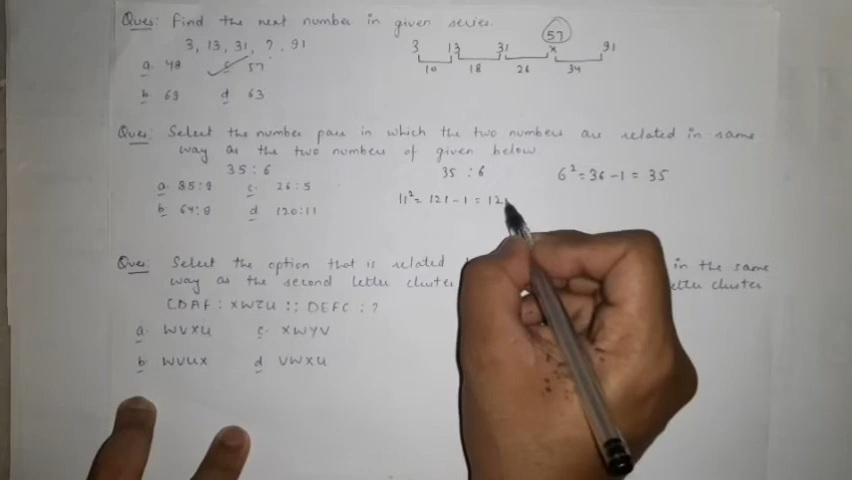 Ques: Find the next number in given series.
3, 13, 31, ?, 91
a. 48 c. 57
b. 69 d 63
57
3 13 31 x 91
10 18 26 34
Ques: Select the number pair in which the two numbers are related in same
way as the two numbers of given below.
35 : 6
a 85:9 c. 26:5
b. 64:8 d 120:11
35 : 6 6² = 36 - 1 = 35
11² = 121 - 1 = 12
Ques: Select the option that is related in the same
way as the second letter cluster letter cluster
CDAF : XWZU :: DEFC : ?
a. WVXU c. XWYV
b WVUX d VWXU